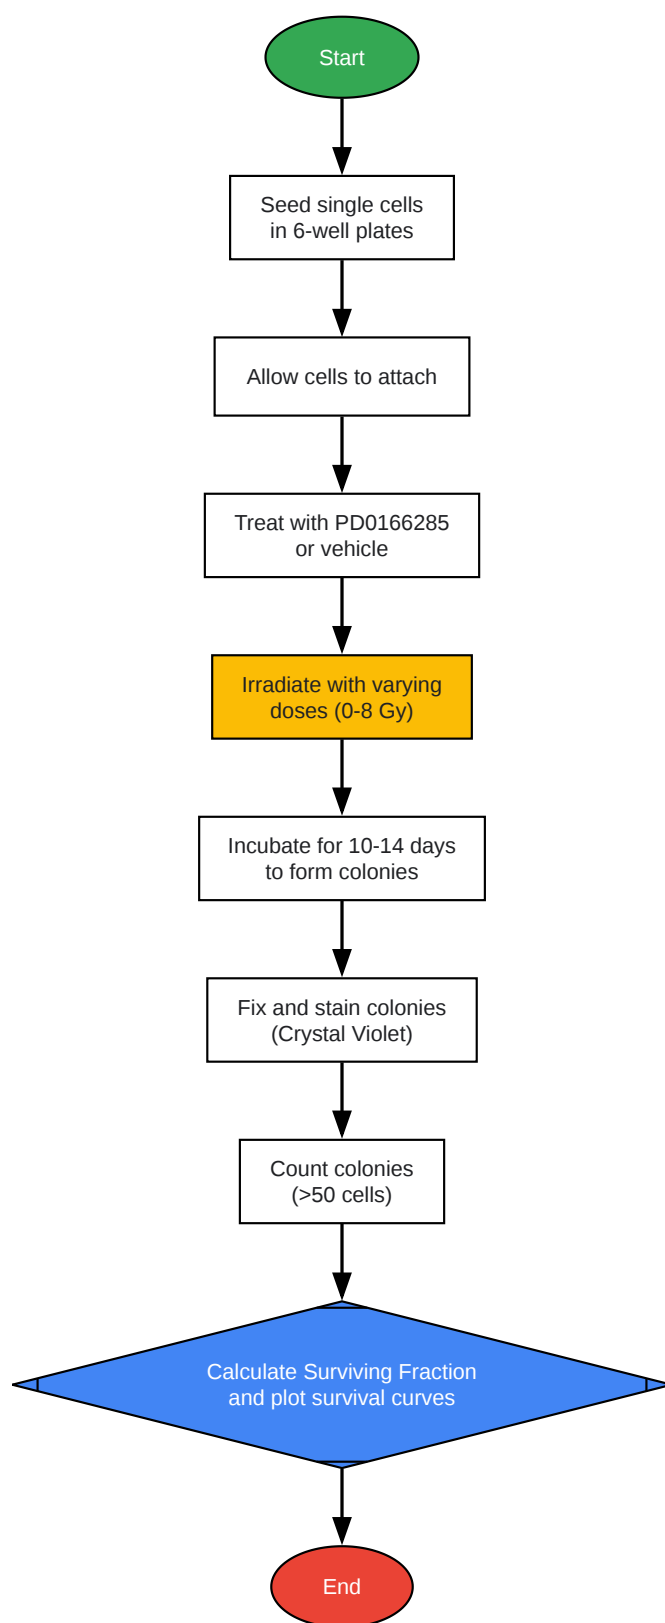 Start
Seed single cells
in 6-well plates
Allow cells to attach
Treat with PD0166285
or vehicle
Irradiate with varying
doses (0-8 Gy)
Incubate for 10-14 days
to form colonies
Fix and stain colonies
(Crystal Violet)
Count colonies
(>50 cells)
Calculate Surviving Fraction
and plot survival curves
End